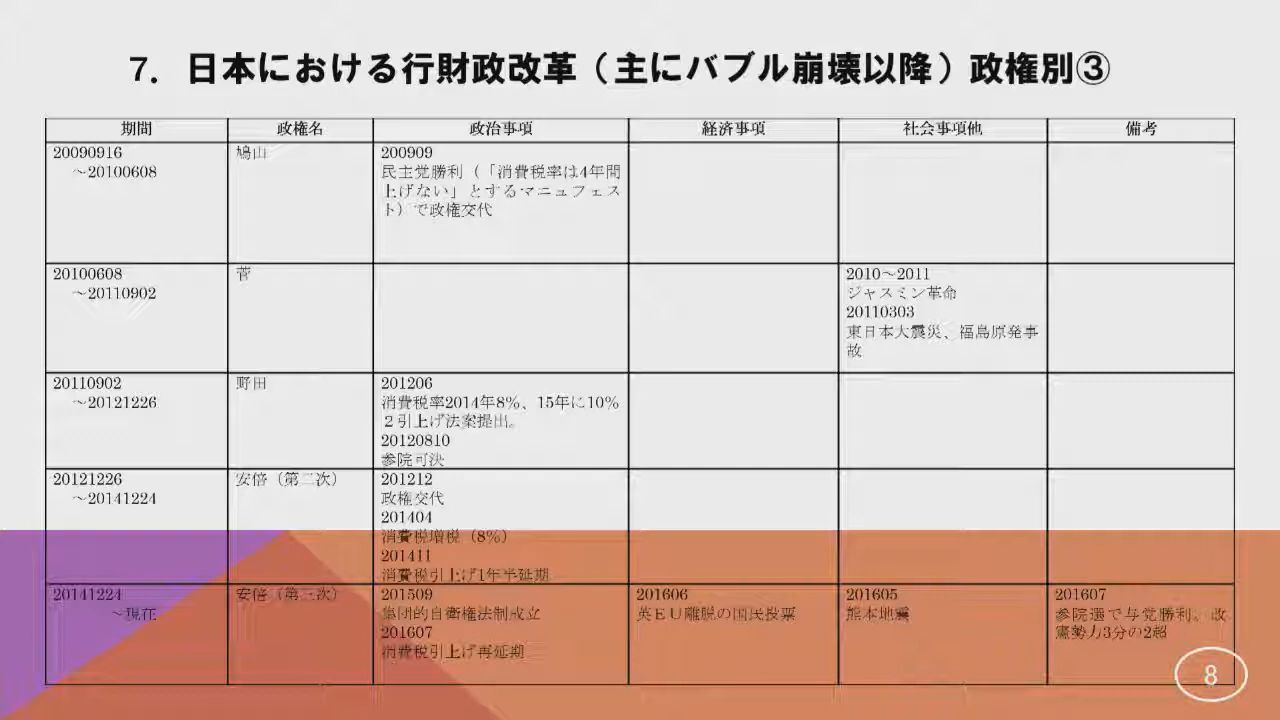 7．日本における行財政改革（主にバブル崩壊以降）政権別③
期間 政権名 政治事項 経済事項 社会事項他 備考
20090916
～20100608
鳩山
200909
民主党勝利（「消費税率は4年間
上げない」とするマニュフェス
ト）で政権交代
20100608
～20110902
菅
2010～2011
ジャスミン革命
20110303
東日本大震災、福島原発事
故
20110902
～20121226
野田
201206
消費税率2014年8%、15年に10%
２引上げ法案提出。
20120810
参院可決
20121226
～20141224
安倍（第二次）
201212
政権交代
201404
消費税増税（8%）
201411
消費税引上げ1年半延期
20141224
～現在
安倍（第三次）
201509
集団的自衛権法制成立
201607
消費税引上げ再延期
201606
英ＥＵ離脱の国民投票
201605
熊本地震
201607
参院選で与党勝利。改
憲勢力3分の2超
8